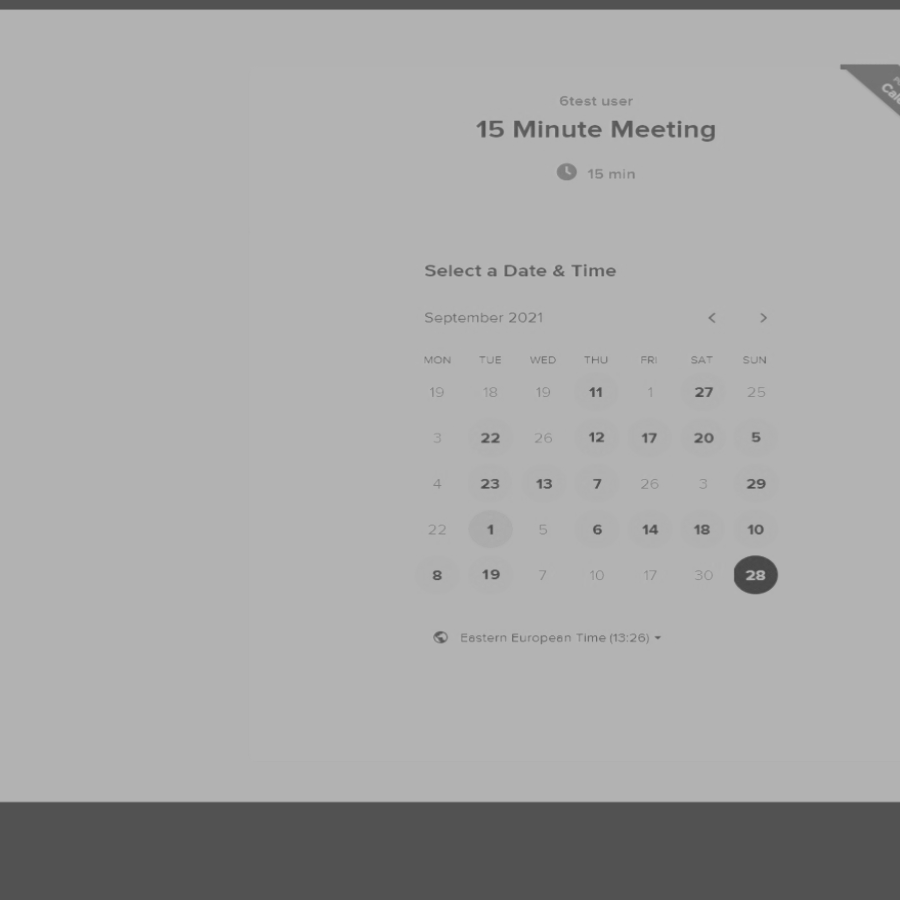 6test user
15 Minute Meeting
15 min
Select a Date & Time
September 2021
MON TUE WED THU FRI SAT SUN
19 18 19 11 1 27 25
3 22 26 12 17 20 5
4 23 13 7 26 3 29
22 1 5 6 14 18 10
8 19 7 10 17 30 28
Eastern European Time (13:26)